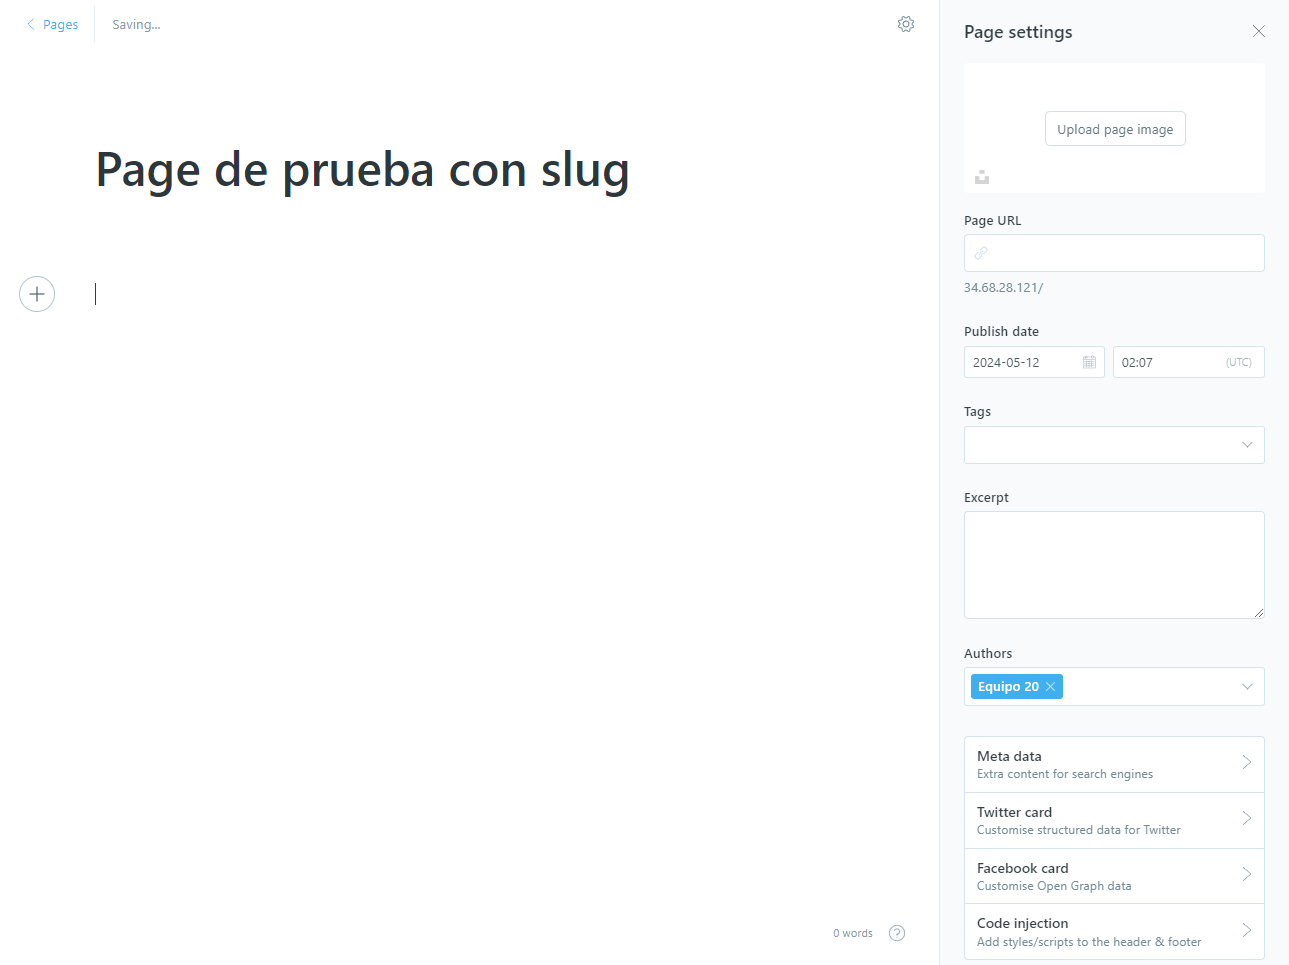 Pages
Saving...
Page settings
Upload page image
Page de prueba con slug
Page URL
34.68.28.121/
Publish date
2024-05-12
02:07
(UTC)
Tags
Excerpt
Authors
Equipo 20
Meta data
Extra content for search engines
Twitter card
Customise structured data for Twitter
Facebook card
Customise Open Graph data
Code injection
Add styles/scripts to the header & footer
0 words
?